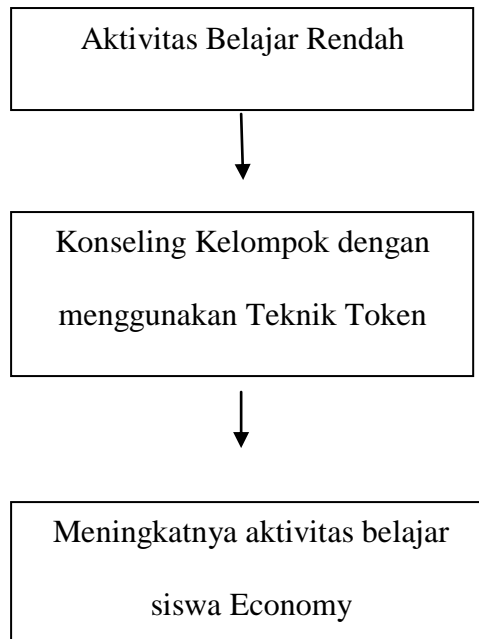 Aktivitas Belajar Rendah
Konseling Kelompok dengan
menggunakan Teknik Token
Meningkatnya aktivitas belajar
siswa Economy